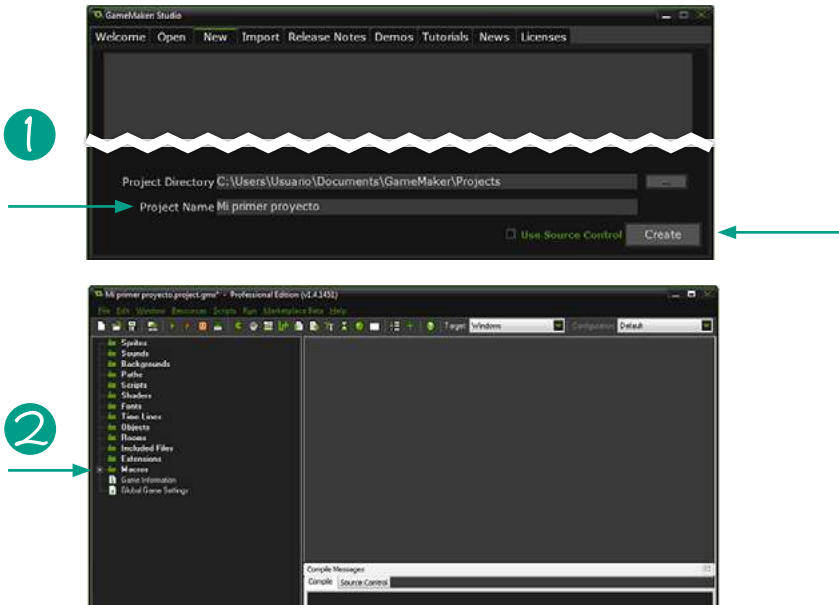 GameMaker Studio
Welcome Open New Import Release Notes Demos Tutorials News Licenses
1
Project Directory C:\Users\Usuario\Documents\GameMaker\Projects ...
Project Name Mi primer proyecto
Use Source Control Create
Mi primer proyecto.project.gmx* - Professional Edition (v1.4.1451)
File Edit Window Resources Scripts Run Marketplace Beta Help
Target Windows Configuration Default
Sprites
Sounds
Backgrounds
Paths
Scripts
Shaders
Fonts
Time Lines
Objects
Rooms
2
Included Files
Extensions
Macros
Game Information
Global Game Settings
Compile Messages
Compile Source Control